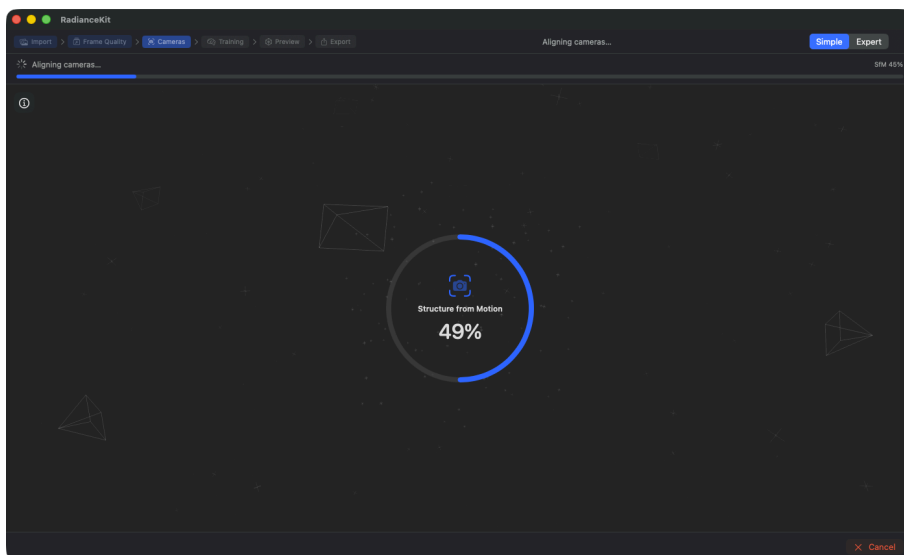 RadianceKit
Import > Frame Quality > Cameras > Training > Preview > Export
Aligning cameras...
Simple Expert
Aligning cameras...
SfM 45%
Structure from Motion
49%
Cancel